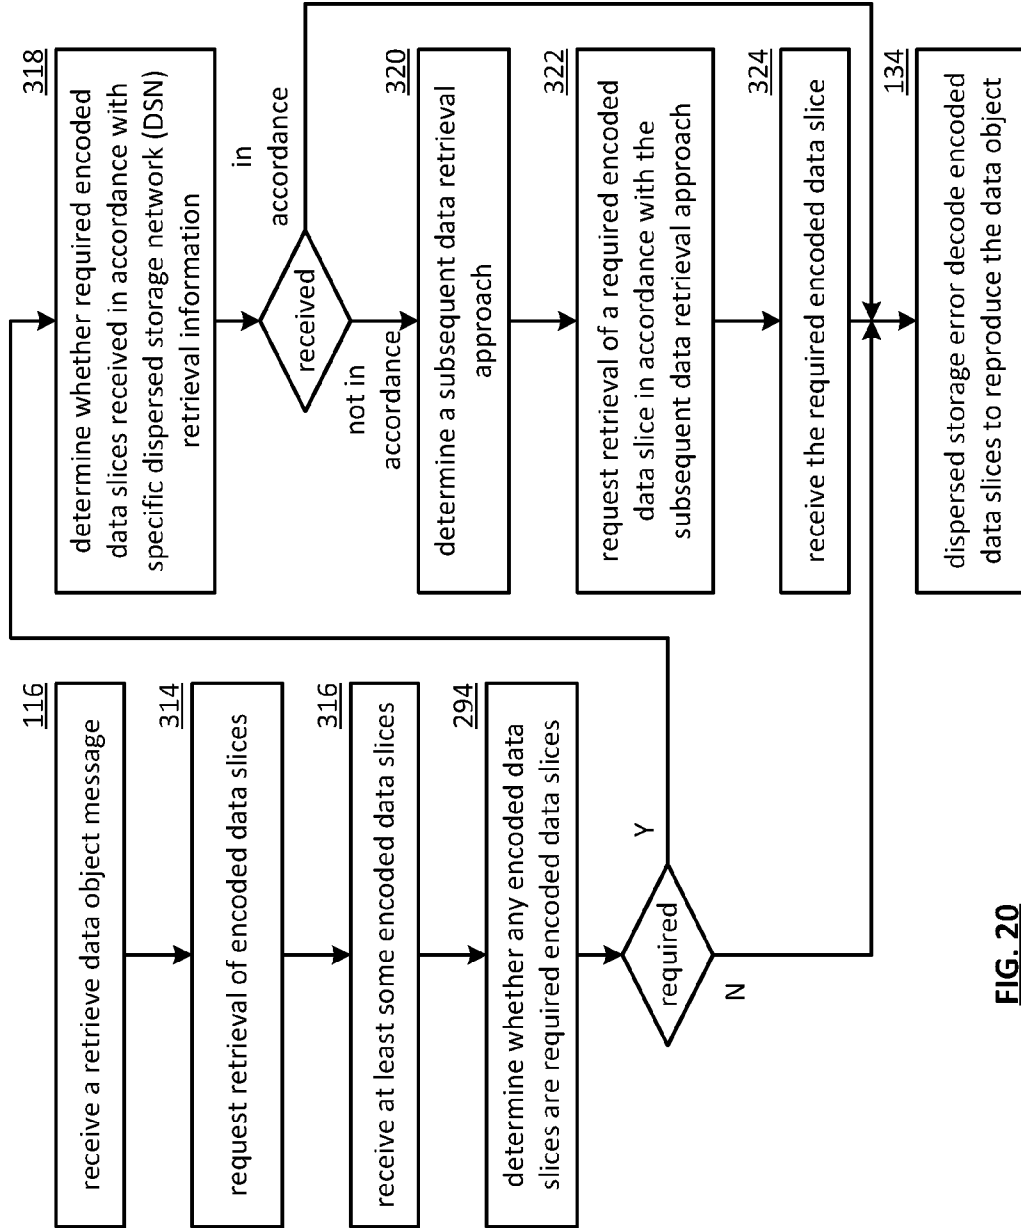 116
receive a retrieve data object message
314
request retrieval of encoded data slices
316
receive at least some encoded data slices
294
determine whether any encoded data
slices are required encoded data slices
required
Y
N
318
determine whether required encoded
data slices received in accordance with
specific dispersed storage network (DSN)
retrieval information
received
in
accordance
not in
accordance
320
determine a subsequent data retrieval
approach
322
request retrieval of a required encoded
data slice in accordance with the
subsequent data retrieval approach
324
receive the required encoded data slice
134
dispersed storage error decode encoded
data slices to reproduce the data object
FIG. 20